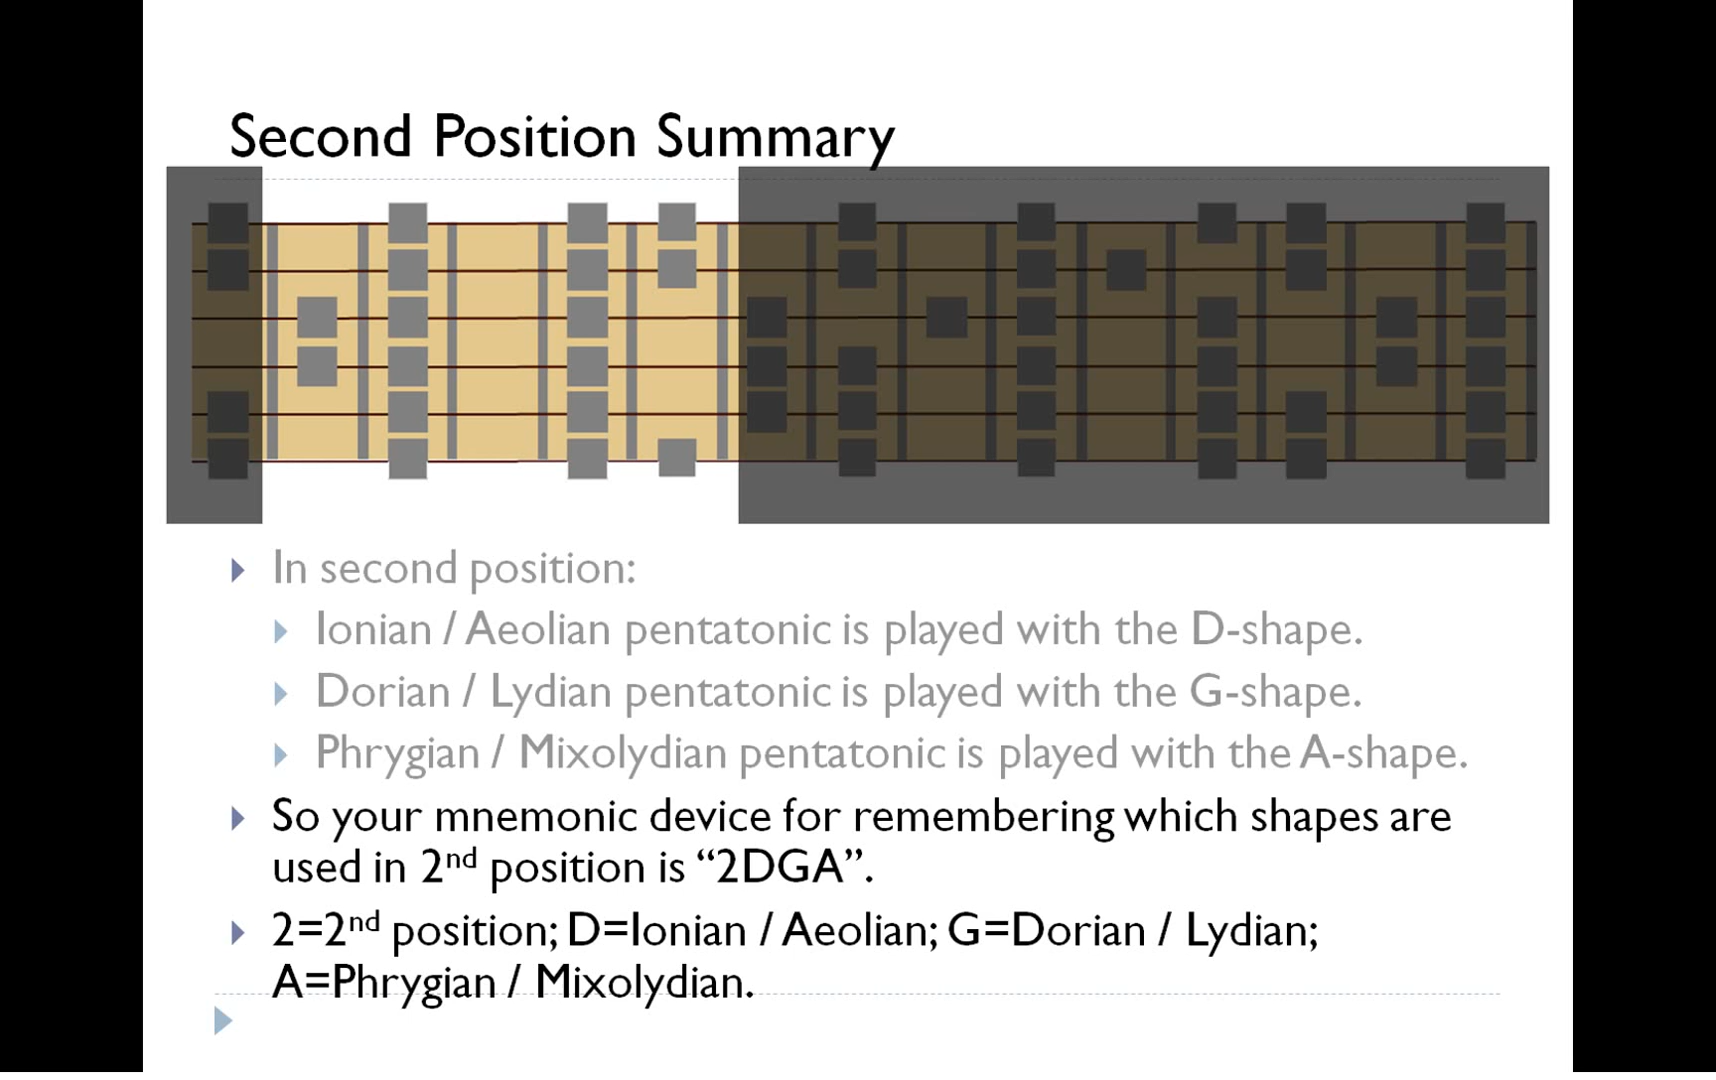 Second Position Summary
In second position:
Ionian / Aeolian pentatonic is played with the D-shape.
Dorian / Lydian pentatonic is played with the G-shape.
Phrygian / Mixolydian pentatonic is played with the A-shape.
So your mnemonic device for remembering which shapes are
used in 2nd position is “2DGA”.
2=2nd position; D=Ionian / Aeolian; G=Dorian / Lydian;
A=Phrygian / Mixolydian.